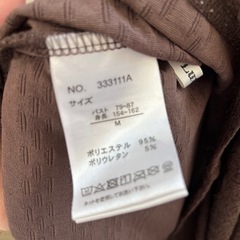 NO. 333111A
サイズ
バスト 79-87
身長 154-162
M
ポリエステル 95%
ポリウレタン 5%